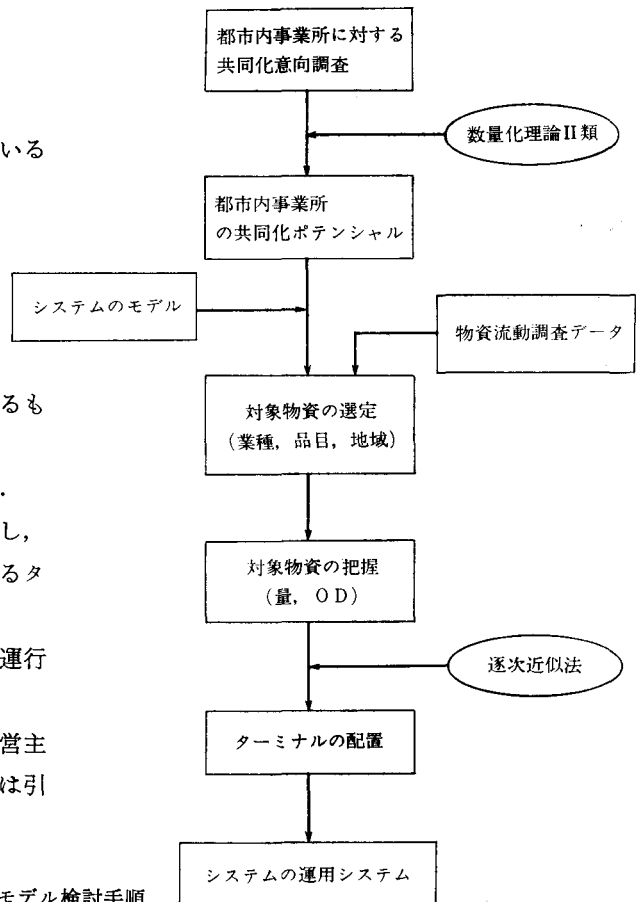 都市内事業所に対する
共同化意向調査
数量化理論II類
いる
都市内事業所
の共同化ポテンシャル
システムのモデル
物資流動調査データ
るも
対象物資の選定
(業種，品目，地域)
．
し，
対象物資の把握
(量，ＯＤ)
るタ
運行
逐次近似法
ターミナルの配置
営主
は引
システムの運用システム
モデル検討手順